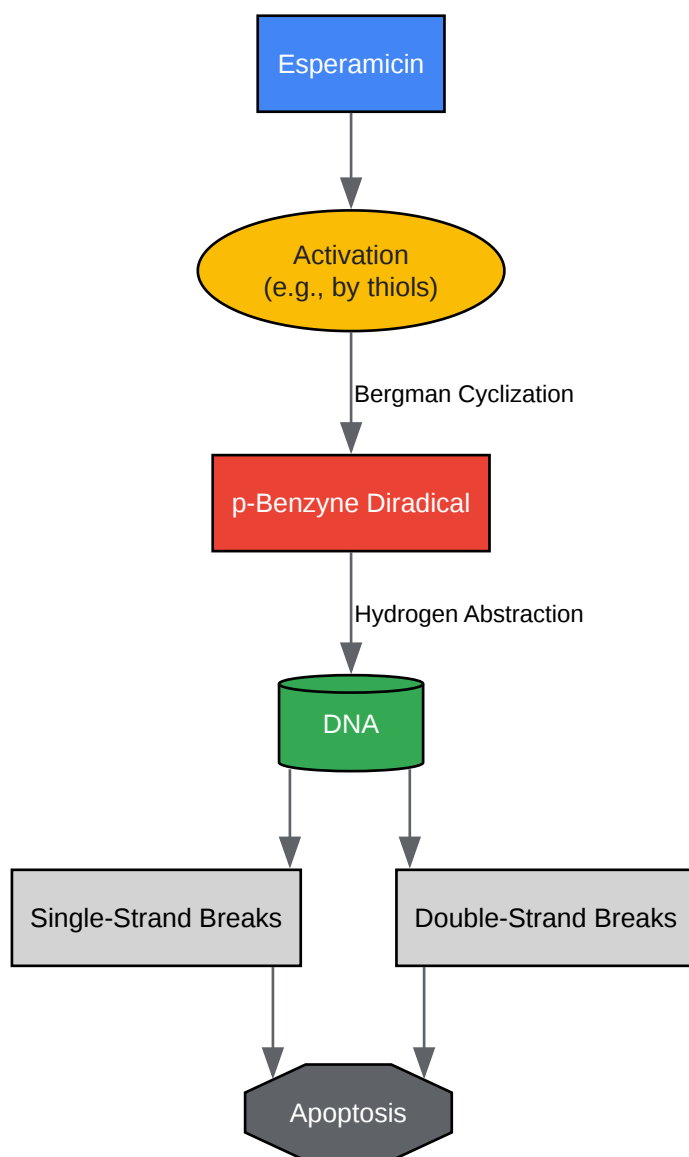 Esperamicin
Activation
(e.g., by thiols)
Bergman Cyclization
p-Benzyne Diradical
Hydrogen Abstraction
DNA
Single-Strand Breaks
Double-Strand Breaks
Apoptosis